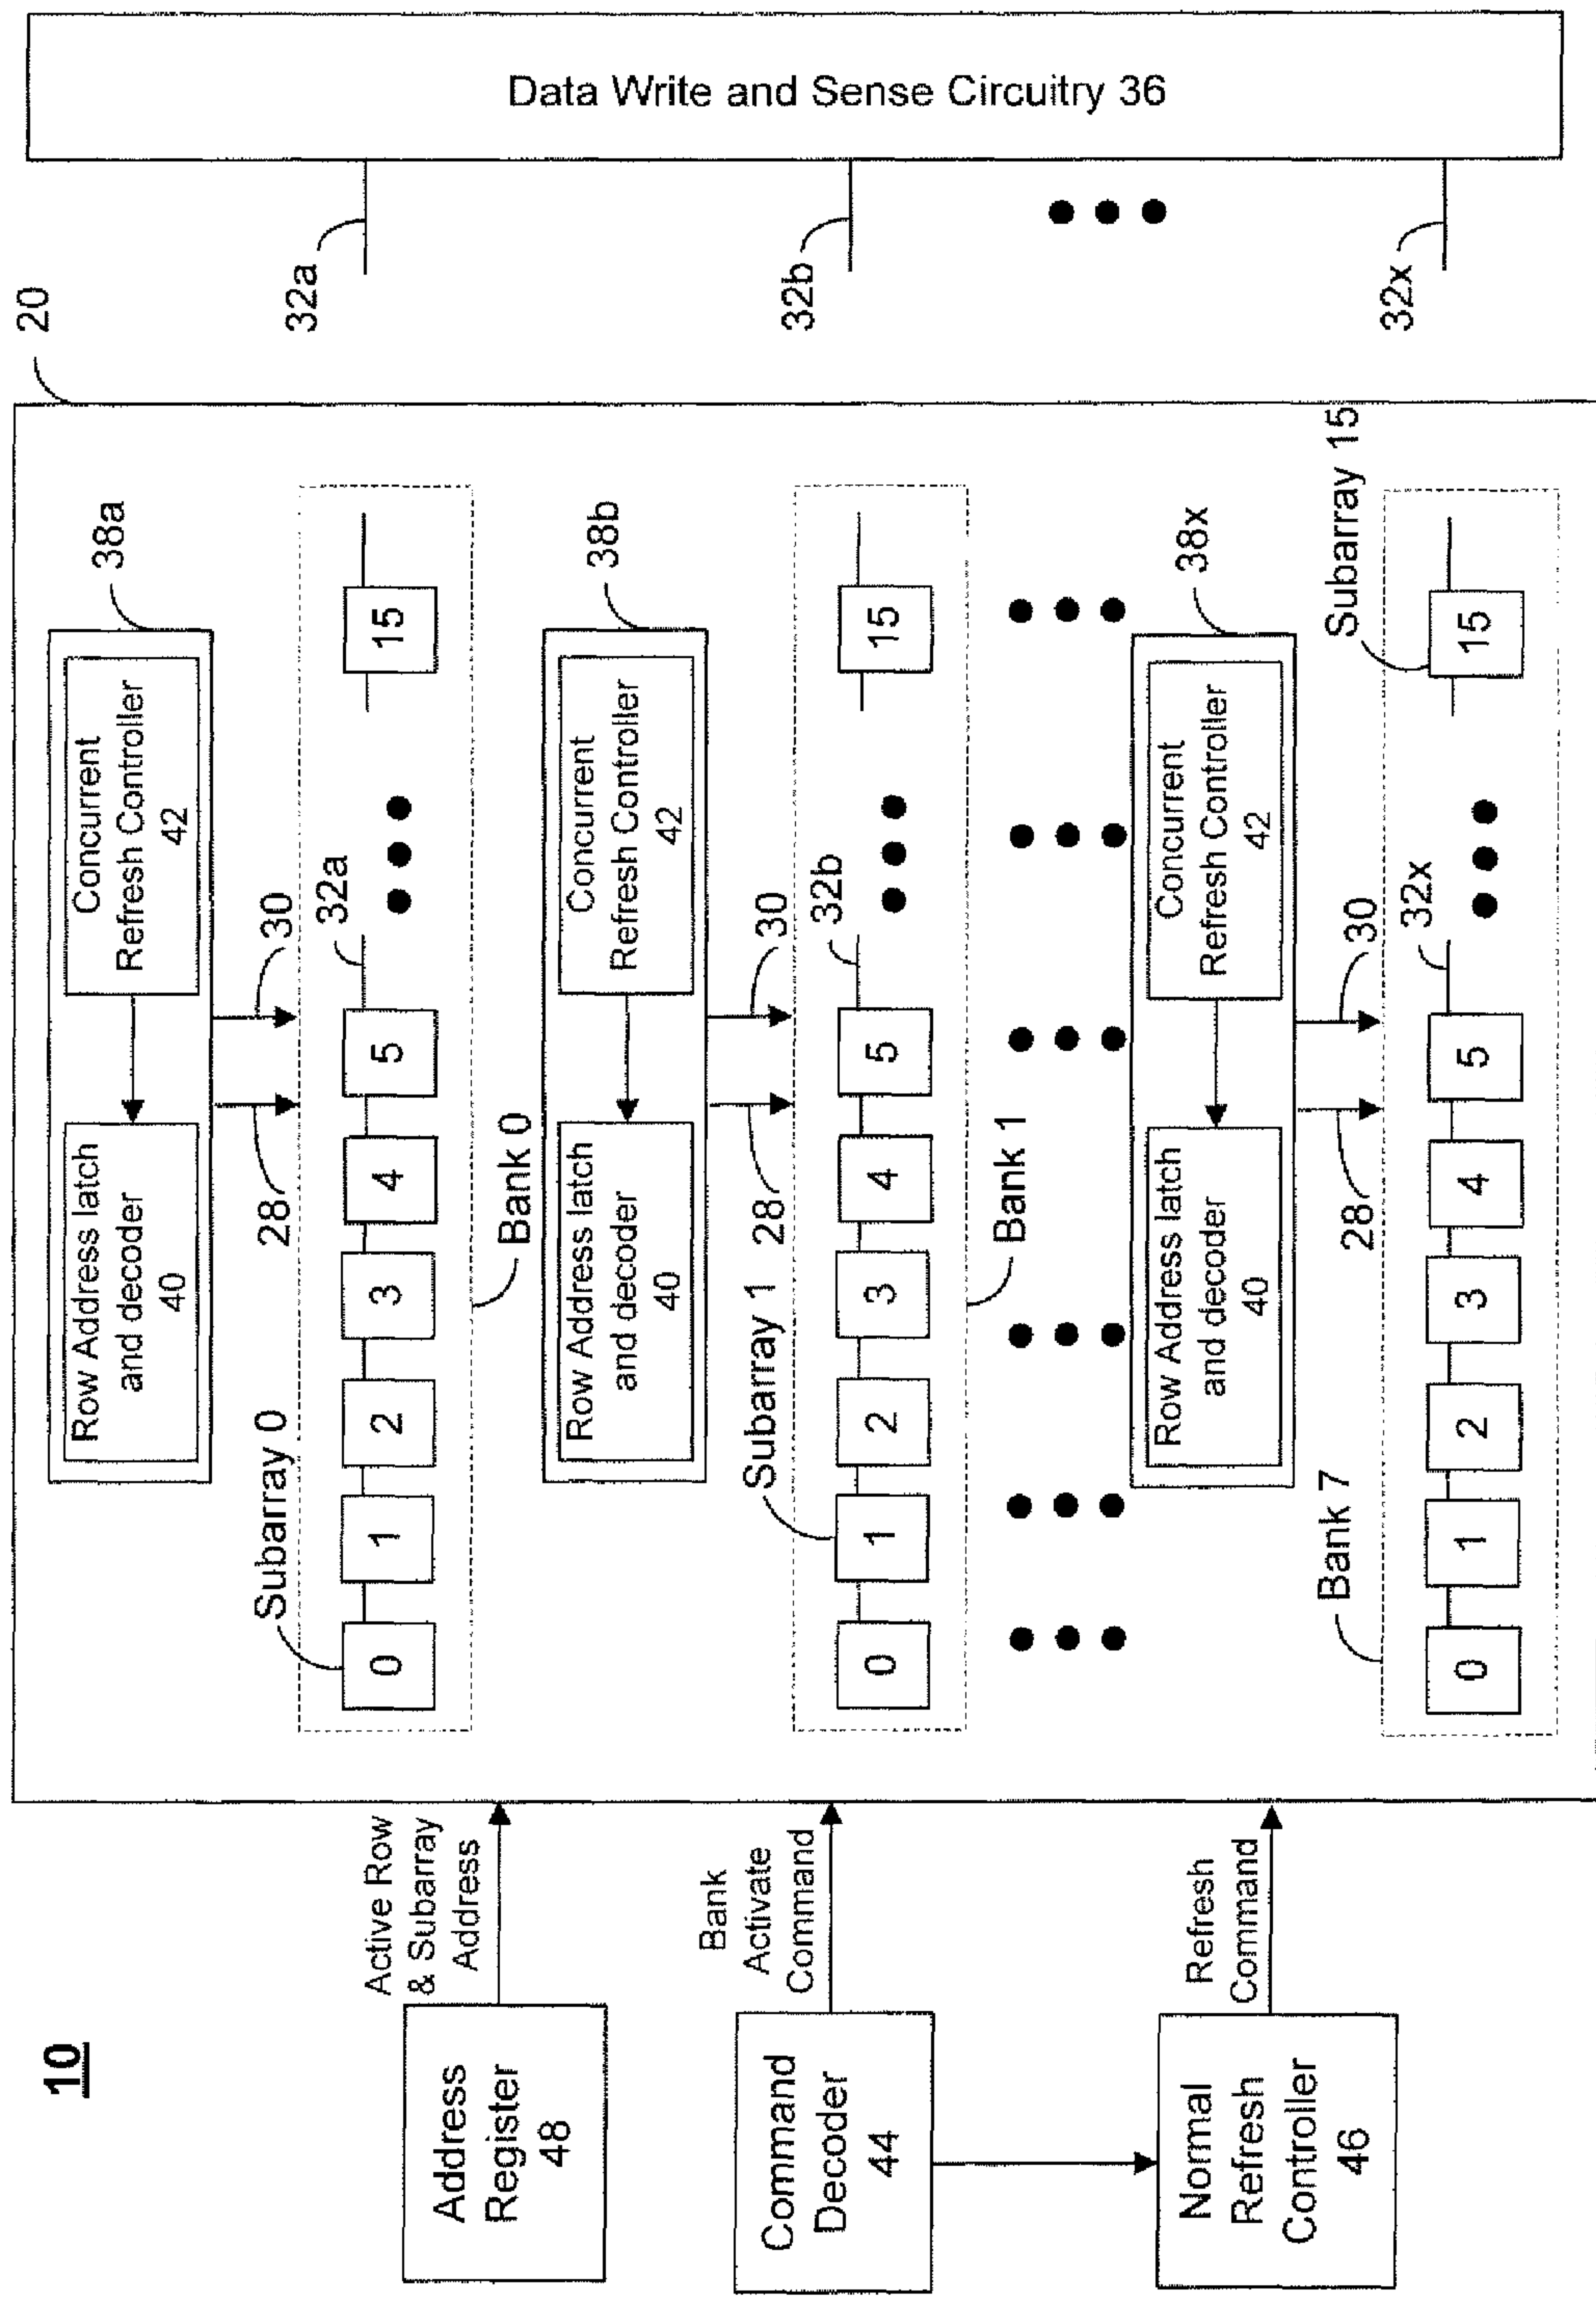 10
Address
Register
48
Active Row
& Subarray
Address
Command
Decoder
44
Bank
Activate
Command
Normal
Refresh
Controller
46
Refresh
Command
20
Row Address latch
and decoder
40
Concurrent
Refresh Controller
42
38a
28
30
Subarray 0
0
1
2
3
4
5
32a
15
Bank 0
Row Address latch
and decoder
40
Concurrent
Refresh Controller
42
38b
28
30
Subarray 1
0
1
2
3
4
5
32b
15
Bank 1
Row Address latch
and decoder
40
Concurrent
Refresh Controller
42
38x
28
30
Bank 7
0
1
2
3
4
5
32x
15
Subarray 15
32a
32b
32x
Data Write and Sense Circuitry 36